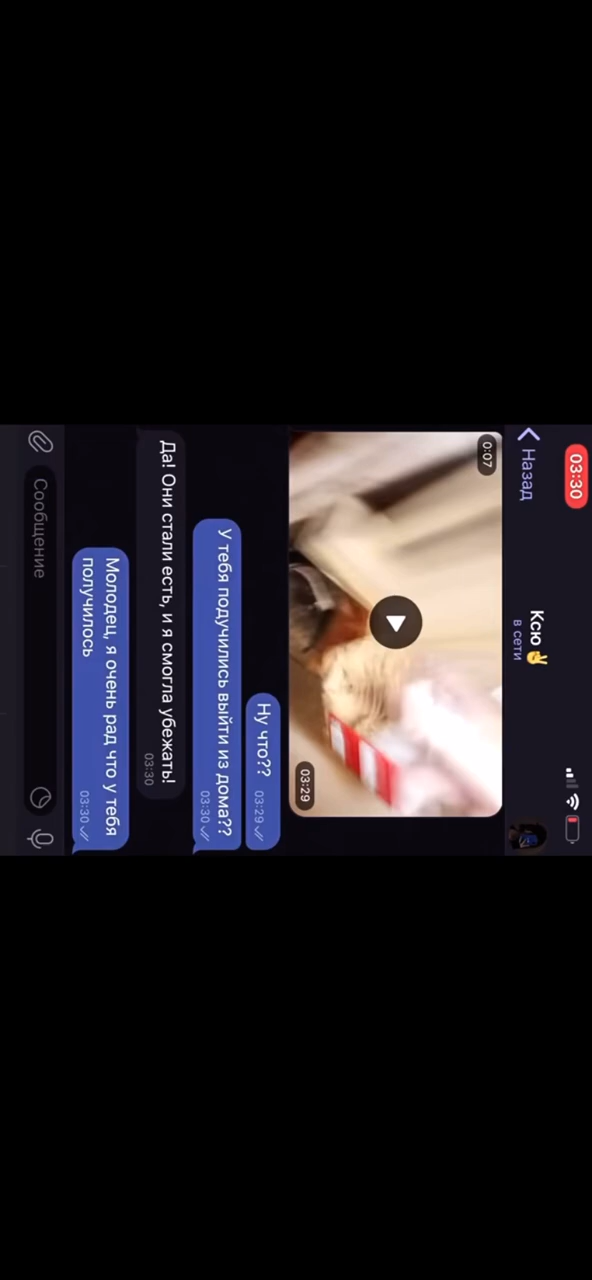 03:30
Назад
Ксю✌️
в сети
0:07
03:29
Ну что??
03:29
У тебя подучились выйти из дома??
03:30
Да! Они стали есть, и я смогла убежать!
03:30
Молодец, я очень рад что у тебя
получилось
03:30
Сообщение